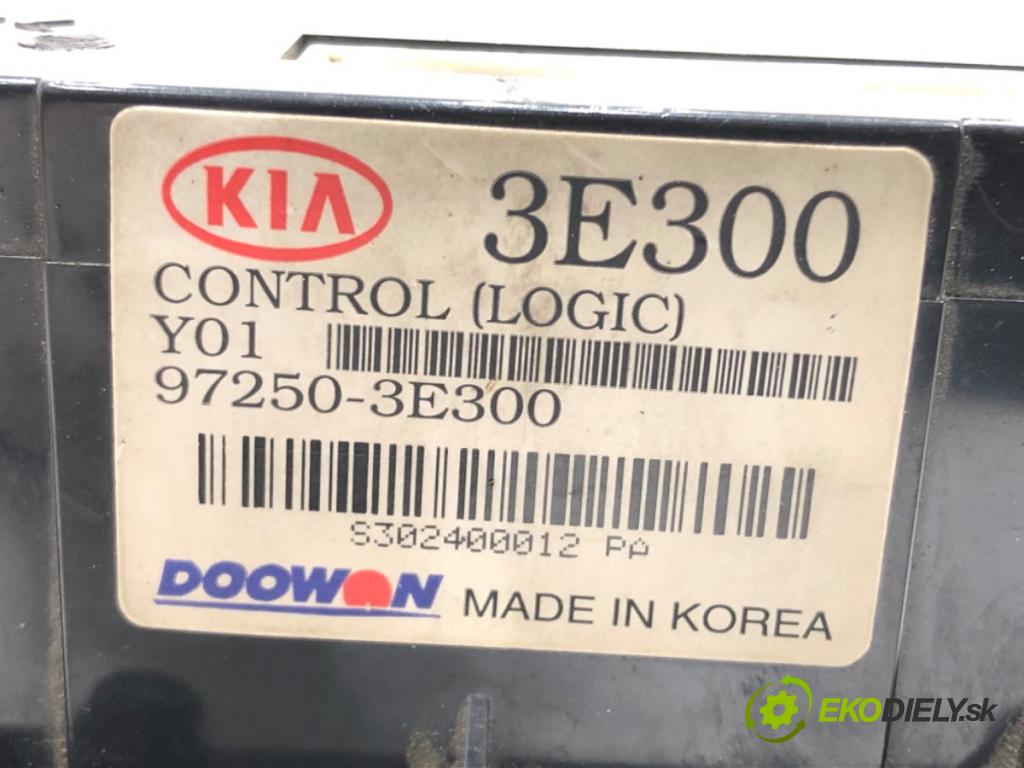 KIA 3E300
CONTROL (LOGIC)
Y01
97250-3E300
S302400012 PA
DOOWON MADE IN KOREA
EKODIELY.sk